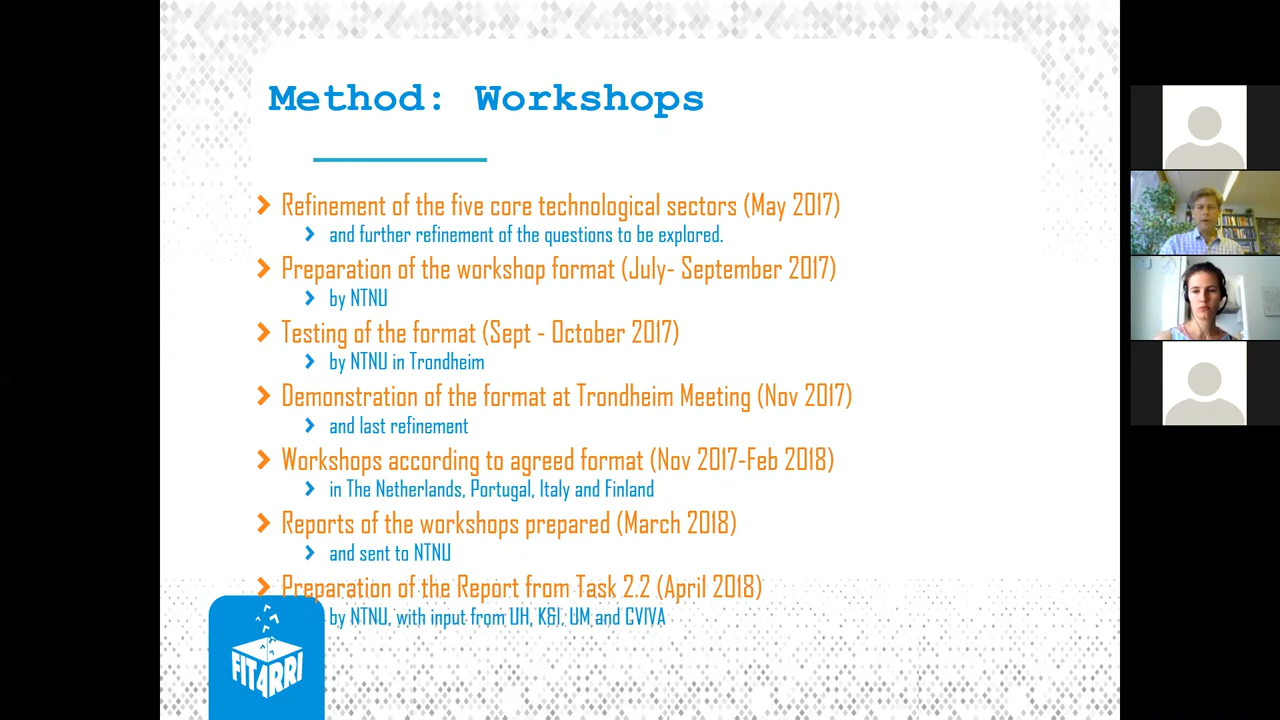 Method: Workshops
Refinement of the five core technological sectors (May 2017)
and further refinement of the questions to be explored.
Preparation of the workshop format (July- September 2017)
by NTNU
Testing of the format (Sept - October 2017)
by NTNU in Trondheim
Demonstration of the format at Trondheim Meeting (Nov 2017)
and last refinement
Workshops according to agreed format (Nov 2017-Feb 2018)
in The Netherlands, Portugal, Italy and Finland
Reports of the workshops prepared (March 2018)
and sent to NTNU
Preparation of the Report from Task 2.2 (April 2018)
by NTNU, with input from UH, K&I, UM and CVIVA
FIT4RRI